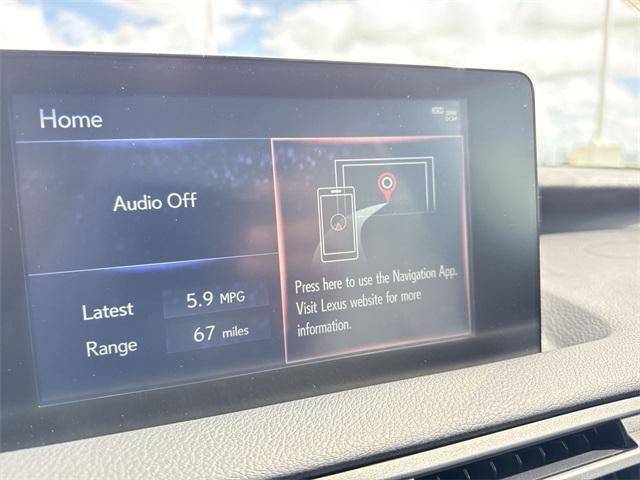 Home
Audio Off
Latest 5.9 MPG
Range 67 miles
Press here to use the Navigation App.
Visit Lexus website for more
information.